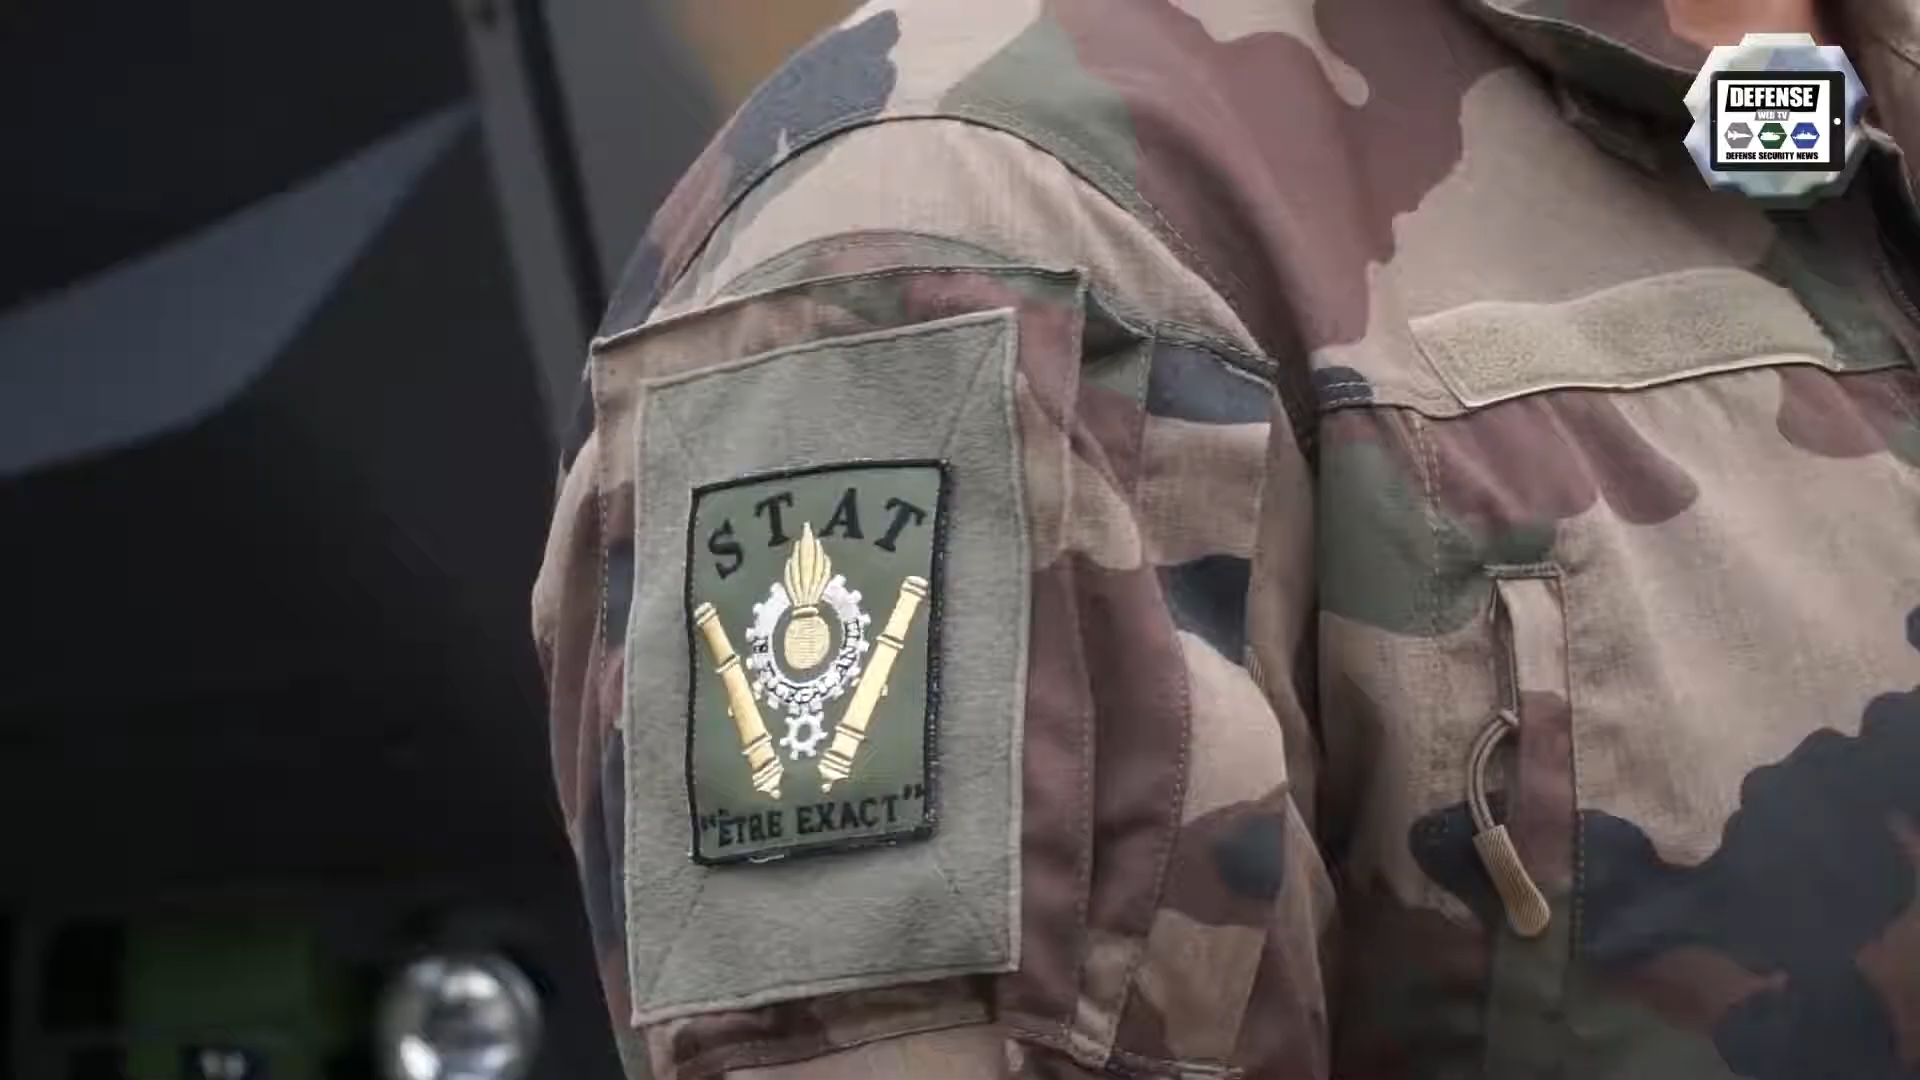 DEFENSE
WEB TV
DEFENSE SECURITY NEWS
STAT
"ÊTRE EXACT"